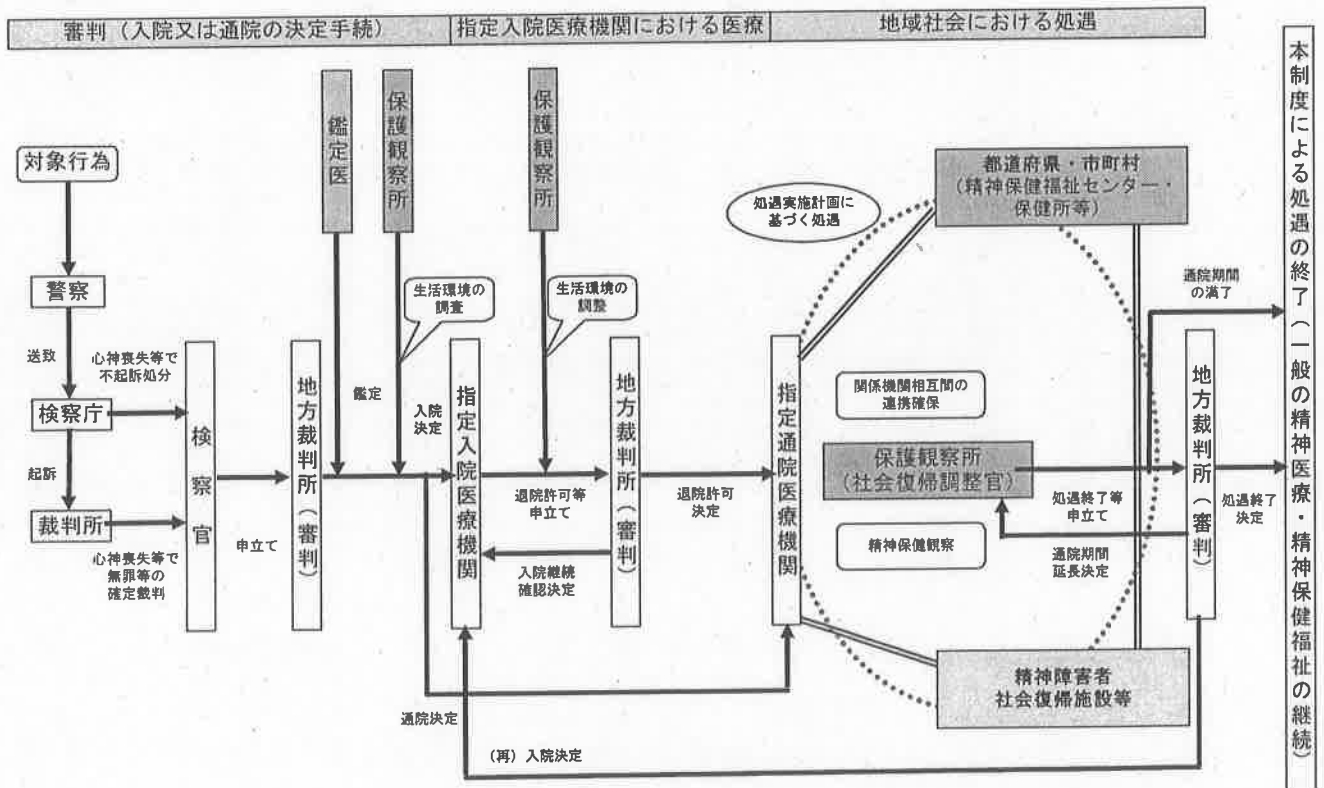 審判(入院又は通院の決定手続)
指定入院医療機関における医療
地域社会における処遇
対象行為
警察
送致
検察庁
起訴
裁判所
心神喪失等で
不起訴処分
心神喪失等で
無罪等の
確定裁判
検察官
申立て
地方裁判所(審判)
鑑定医
鑑定
保護観察所
生活環境の
調査
入院
決定
通院決定
指定入院医療機関
保護観察所
生活環境の
調整
退院許可等
申立て
入院継続
確認決定
地方裁判所(審判)
退院許可
決定
指定通院医療機関
処遇実施計画に
基づく処遇
都道府県・市町村
(精神保健福祉センター・
保健所等)
関係機関相互間の
連携確保
保護観察所
(社会復帰調整官)
精神保健観察
精神障害者
社会復帰施設等
通院期間
の満了
処遇終了等
申立て
通院期間
延長決定
地方裁判所(審判)
処遇終了
決定
(再)入院決定
本制度による処遇の終了(一般の精神医療・精神保健福祉の継続)